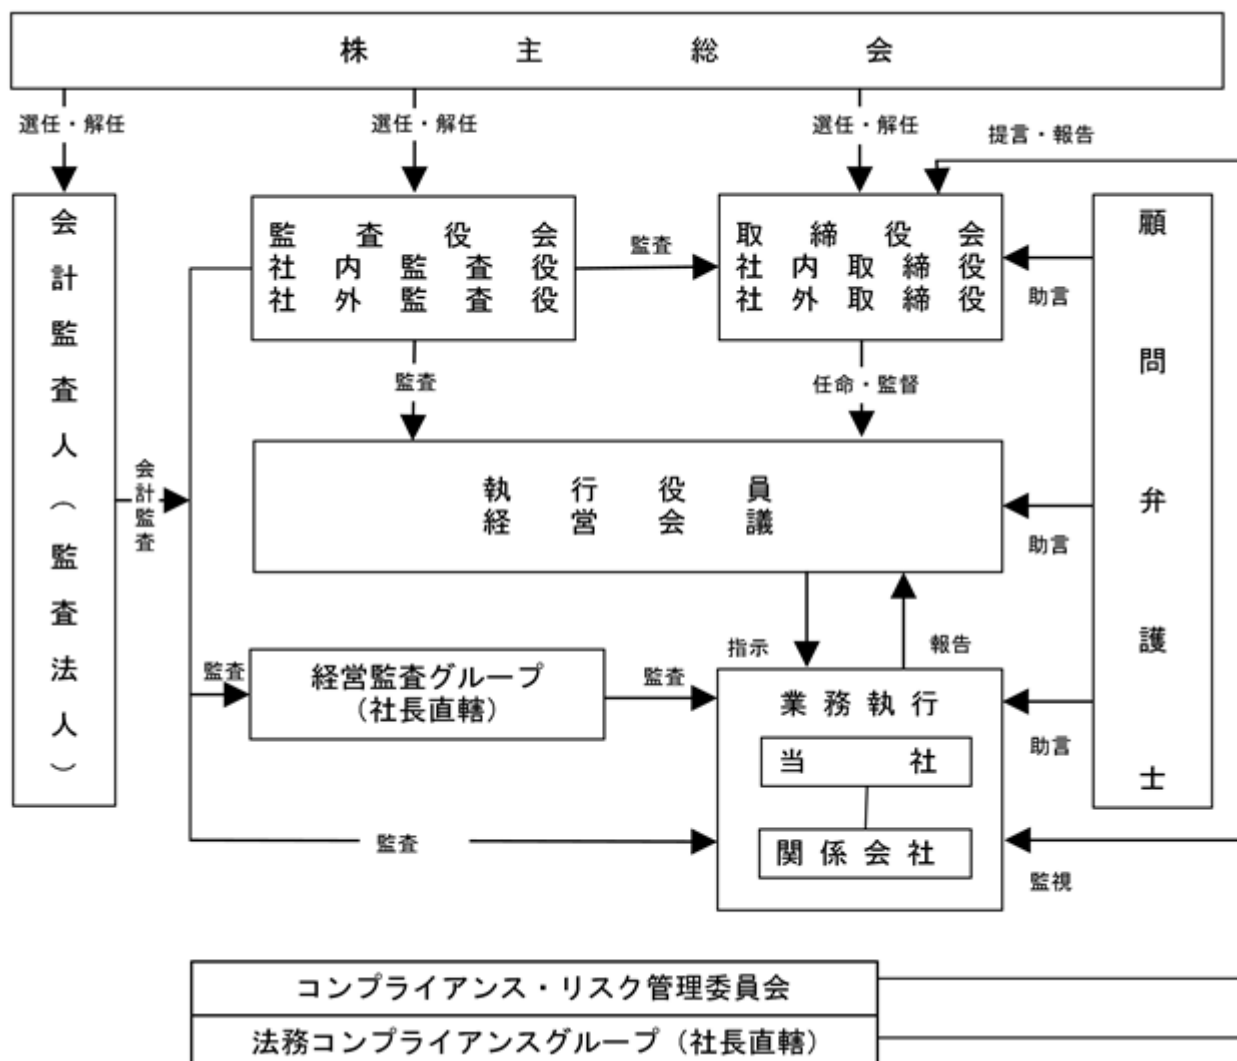 株主総会
選任・解任
選任・解任
選任・解任
提言・報告
会計監査人（監査法人）
監査役会
社内監査役
社外監査役
監査
取締役会
社内取締役
社外取締役
助言
顧問弁護士
監査
任命・監督
会計監査
執行役員
経営会議
助言
指示
報告
監査
経営監査グループ
（社長直轄）
監査
業務執行
当社
関係会社
助言
監査
監視
コンプライアンス・リスク管理委員会
法務コンプライアンスグループ（社長直轄）